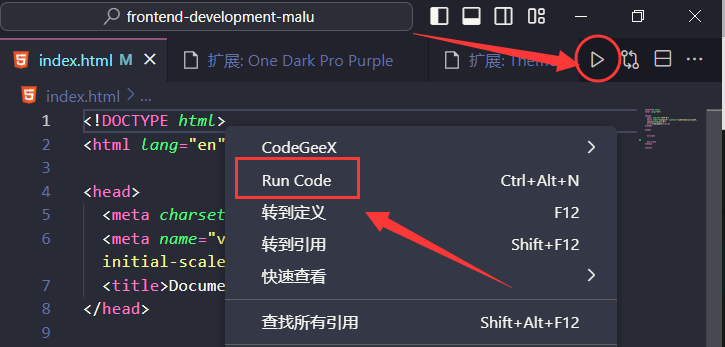 frontend-development-malu
index.html M
扩展: One Dark Pro Purple
扩展: Them
index.html > ...
1 <!DOCTYPE html>
2 <html lang="en"
3
4 <head>
5 <meta charset
6 <meta name="v
initial-scale
7 <title>Docume
8 </head>
9
CodeGeeX
Run Code Ctrl+Alt+N
转到定义 F12
转到引用 Shift+F12
快速查看
查找所有引用 Shift+Alt+F12